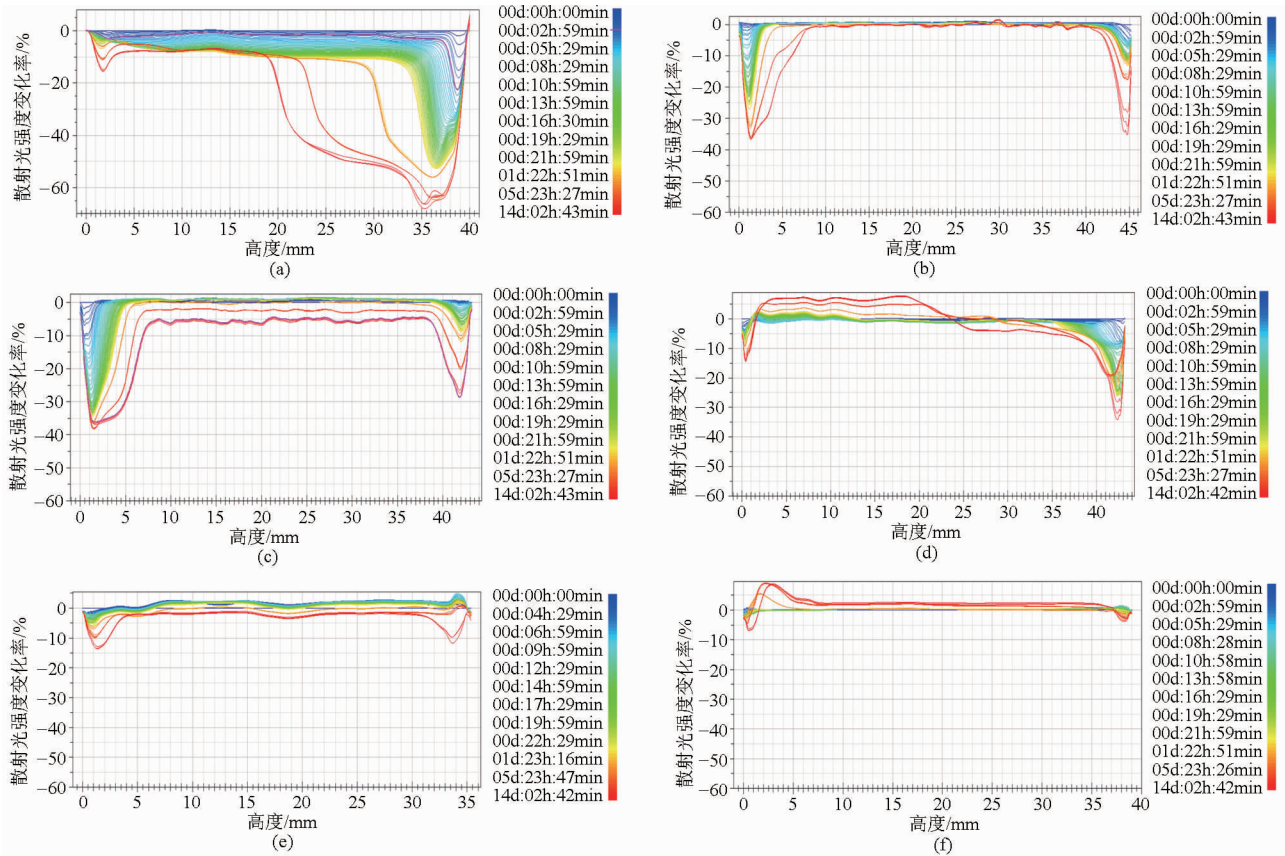 散射光强度变化率/%
0
−20
−40
−60
0 5 10 15 20 25 30 35 40
高度/mm
(a)
00d:00h:00min
00d:02h:59min
00d:05h:29min
00d:08h:29min
00d:10h:59min
00d:13h:59min
00d:16h:30min
00d:19h:29min
00d:21h:59min
01d:22h:51min
05d:23h:27min
14d:02h:43min
散射光强度变化率/%
0
−10
−20
−30
−40
−50
−60
0 5 10 15 20 25 30 35 40 45
高度/mm
(b)
00d:00h:00min
00d:02h:59min
00d:05h:29min
00d:08h:29min
00d:10h:59min
00d:13h:59min
00d:16h:29min
00d:19h:29min
00d:21h:59min
01d:22h:51min
05d:23h:27min
14d:02h:43min
散射光强度变化率/%
0
−10
−20
−30
−40
−50
−60
0 5 10 15 20 25 30 35 40
高度/mm
(c)
00d:00h:00min
00d:02h:59min
00d:05h:29min
00d:08h:29min
00d:10h:59min
00d:13h:59min
00d:16h:29min
00d:19h:29min
00d:21h:59min
01d:22h:51min
05d:23h:27min
14d:02h:43min
散射光强度变化率/%
0
−10
−20
−30
−40
−50
−60
0 5 10 15 20 25 30 35 40
高度/mm
(d)
00d:00h:00min
00d:02h:59min
00d:05h:29min
00d:08h:29min
00d:10h:59min
00d:13h:59min
00d:16h:29min
00d:19h:29min
00d:21h:59min
01d:22h:51min
05d:23h:27min
14d:02h:42min
散射光强度变化率/%
0
−10
−20
−30
−40
−50
−60
0 5 10 15 20 25 30 35
高度/mm
(e)
00d:00h:00min
00d:04h:29min
00d:06h:59min
00d:09h:59min
00d:12h:29min
00d:14h:59min
00d:17h:29min
00d:19h:59min
00d:22h:29min
01d:23h:16min
05d:23h:47min
14d:02h:42min
散射光强度变化率/%
0
−10
−20
−30
−40
−50
−60
0 5 10 15 20 25 30 35 40
高度/mm
(f)
00d:00h:00min
00d:02h:59min
00d:05h:29min
00d:08h:28min
00d:10h:58min
00d:13h:58min
00d:16h:29min
00d:19h:29min
00d:21h:59min
01d:22h:51min
05d:23h:26min
14d:02h:42min